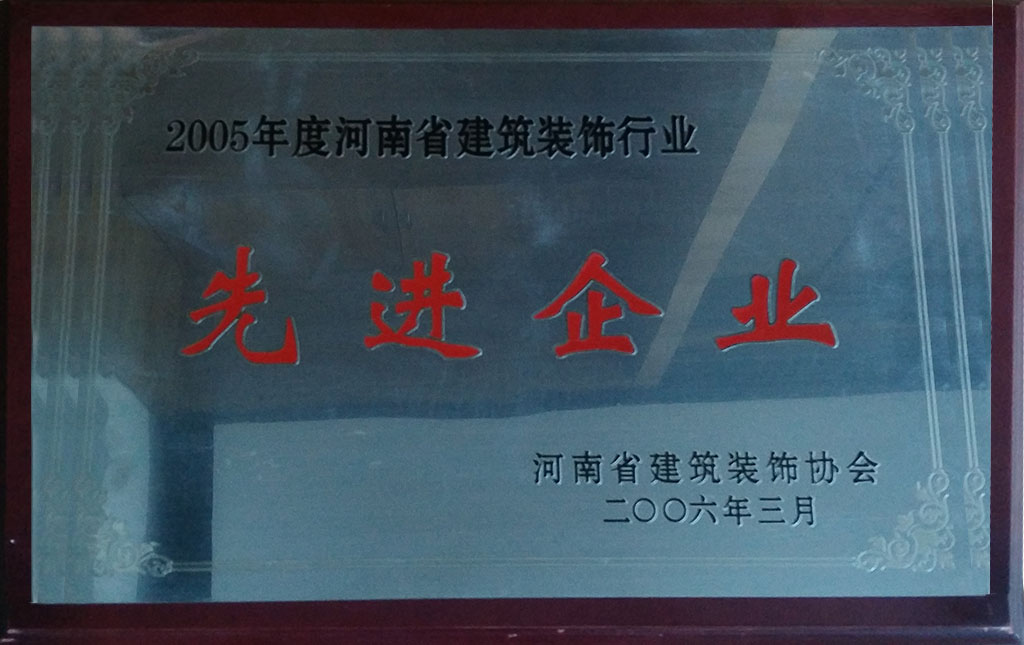 2005年度河南省建筑装饰行业
先进企业
河南省建筑装饰协会
二〇〇六年三月